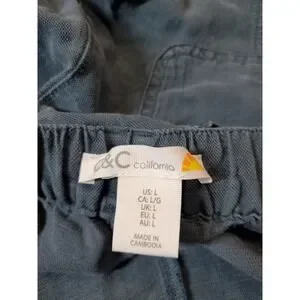 &C california
US: L
CA: L/G
UK: L
EU: L
AU: L
MADE IN
CAMBODIA